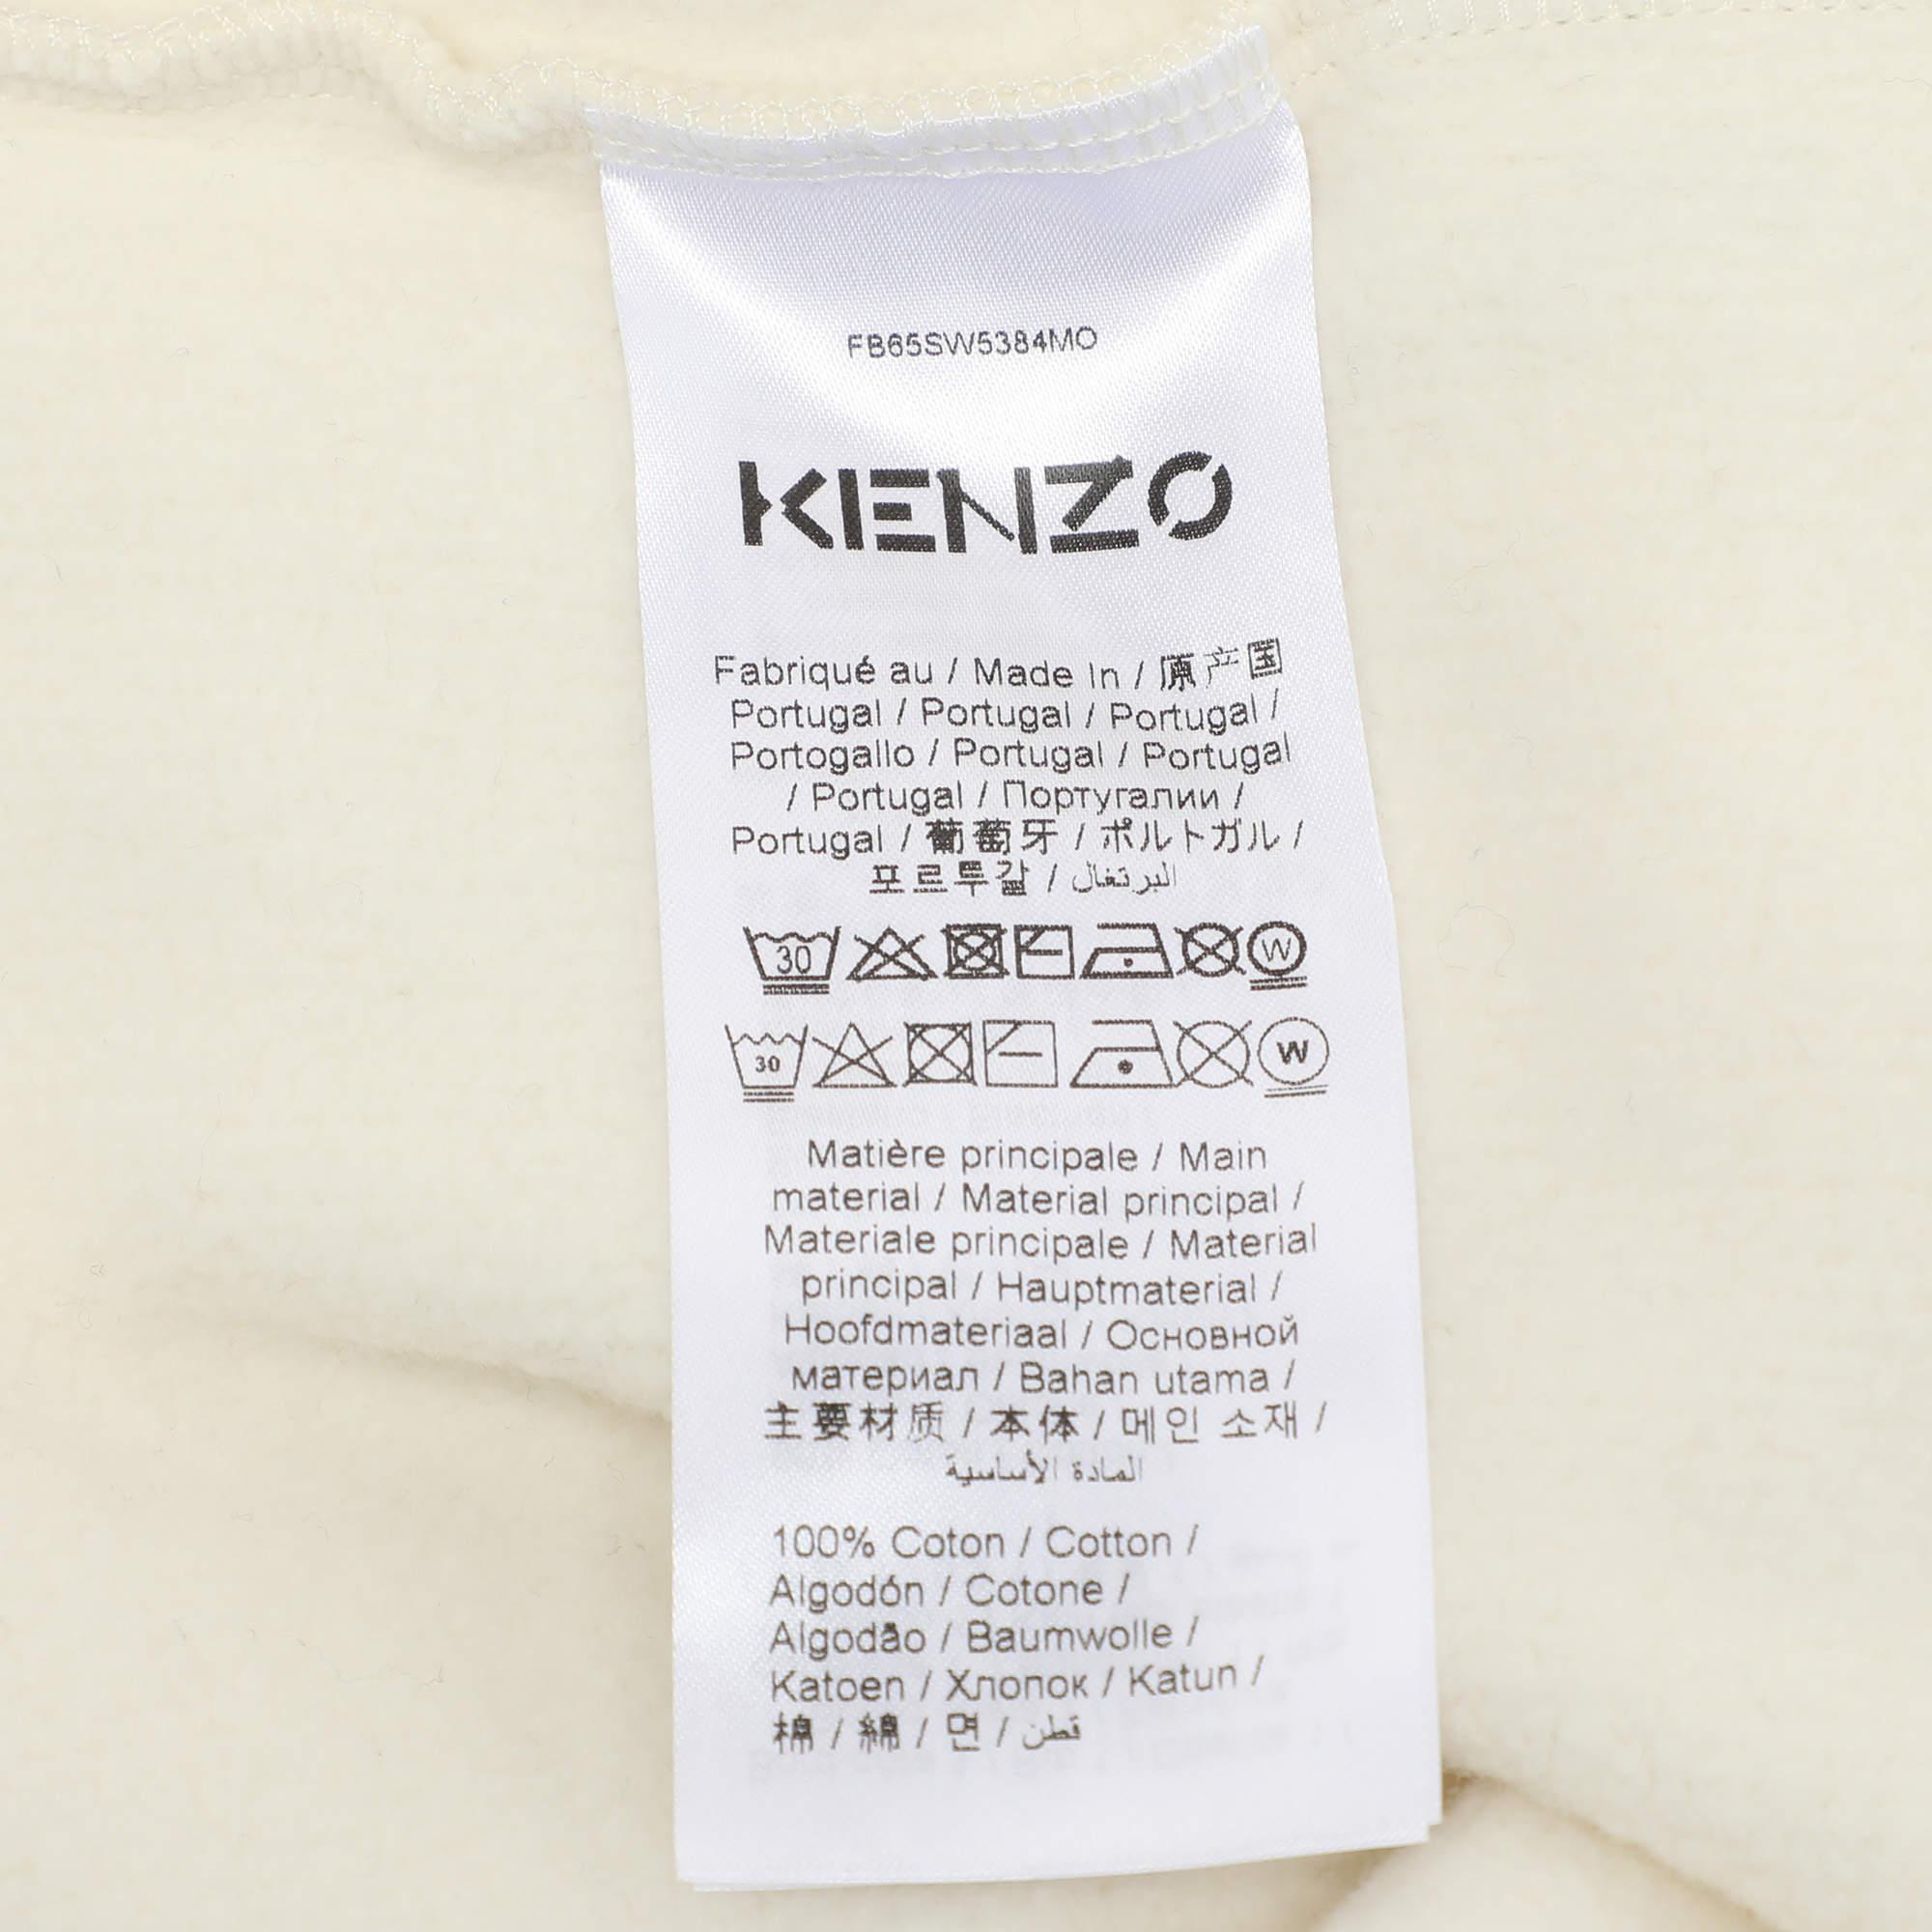 FB65SW5384MO
KENZO
Fabriqué au / Made In / 原产国
Portugal / Portugal / Portugal /
Portogallo / Portugal / Portugal
/ Portugal / Португалии /
Portugal / 葡萄牙 / ポルトガル /
포르투갈 / البرتغال
30 W
30 W
Matière principale / Main
material / Material principal /
Materiale principale / Material
principal / Hauptmaterial /
Hoofdmateriaal / Основной
материал / Bahan utama /
主要材质 / 本体 / 메인 소재 /
المادة الأساسية
100% Coton / Cotton /
Algodón / Cotone /
Algodão / Baumwolle /
Katoen / Хлопок / Katun /
棉 / 綿 / 면 / قطن